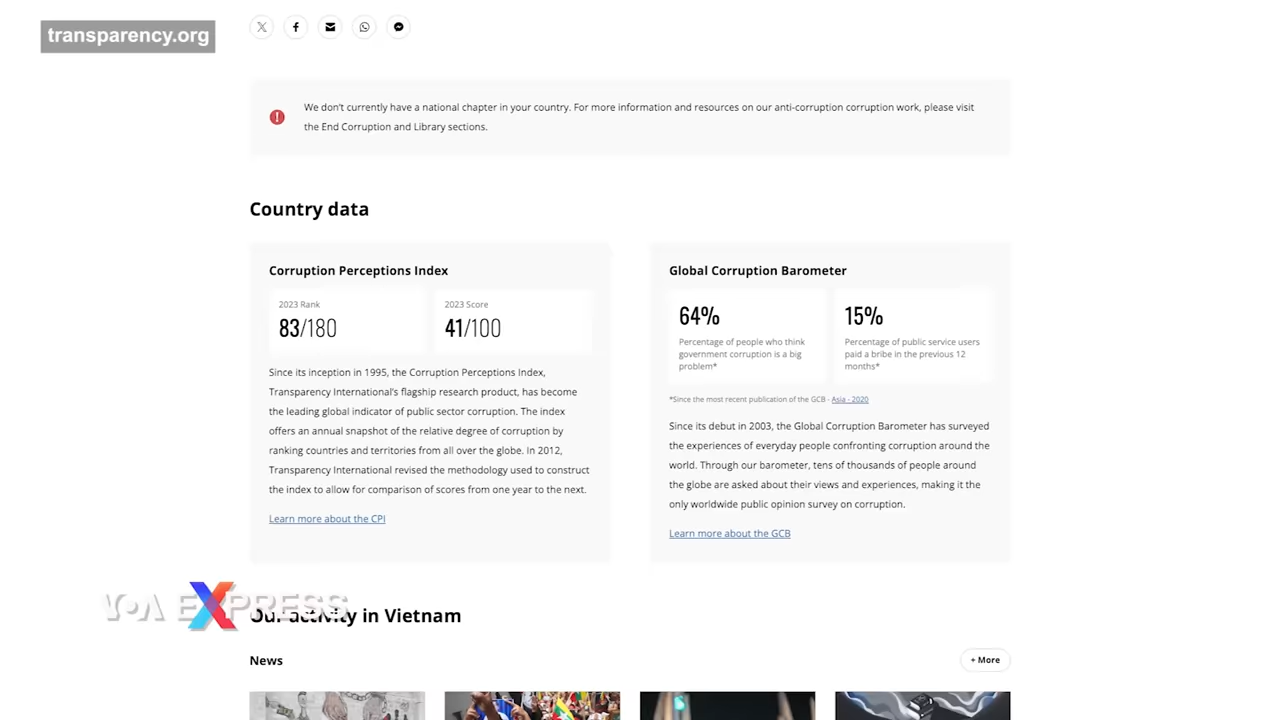 transparency.org
We don't currently have a national chapter in your country. For more information and resources on our anti-corruption corruption work, please visit
the End Corruption and Library sections.
Country data
Corruption Perceptions Index
2023 Rank
83/180
2023 Score
41/100
Since its inception in 1995, the Corruption Perceptions Index,
Transparency International's flagship research product, has become
the leading global indicator of public sector corruption. The index
offers an annual snapshot of the relative degree of corruption by
ranking countries and territories from all over the globe. In 2012,
Transparency International revised the methodology used to construct
the index to allow for comparison of scores from one year to the next.
Learn more about the CPI
Global Corruption Barometer
64%
Percentage of people who think
government corruption is a big
problem*
15%
Percentage of public service users
paid a bribe in the previous 12
months*
*Since the most recent publication of the GCB - Asia - 2020
Since its debut in 2003, the Global Corruption Barometer has surveyed
the experiences of everyday people confronting corruption around the
world. Through our barometer, tens of thousands of people around
the globe are asked about their views and experiences, making it the
only worldwide public opinion survey on corruption.
Learn more about the GCB
VOA EXPRESS
Our activity in Vietnam
News
+ More